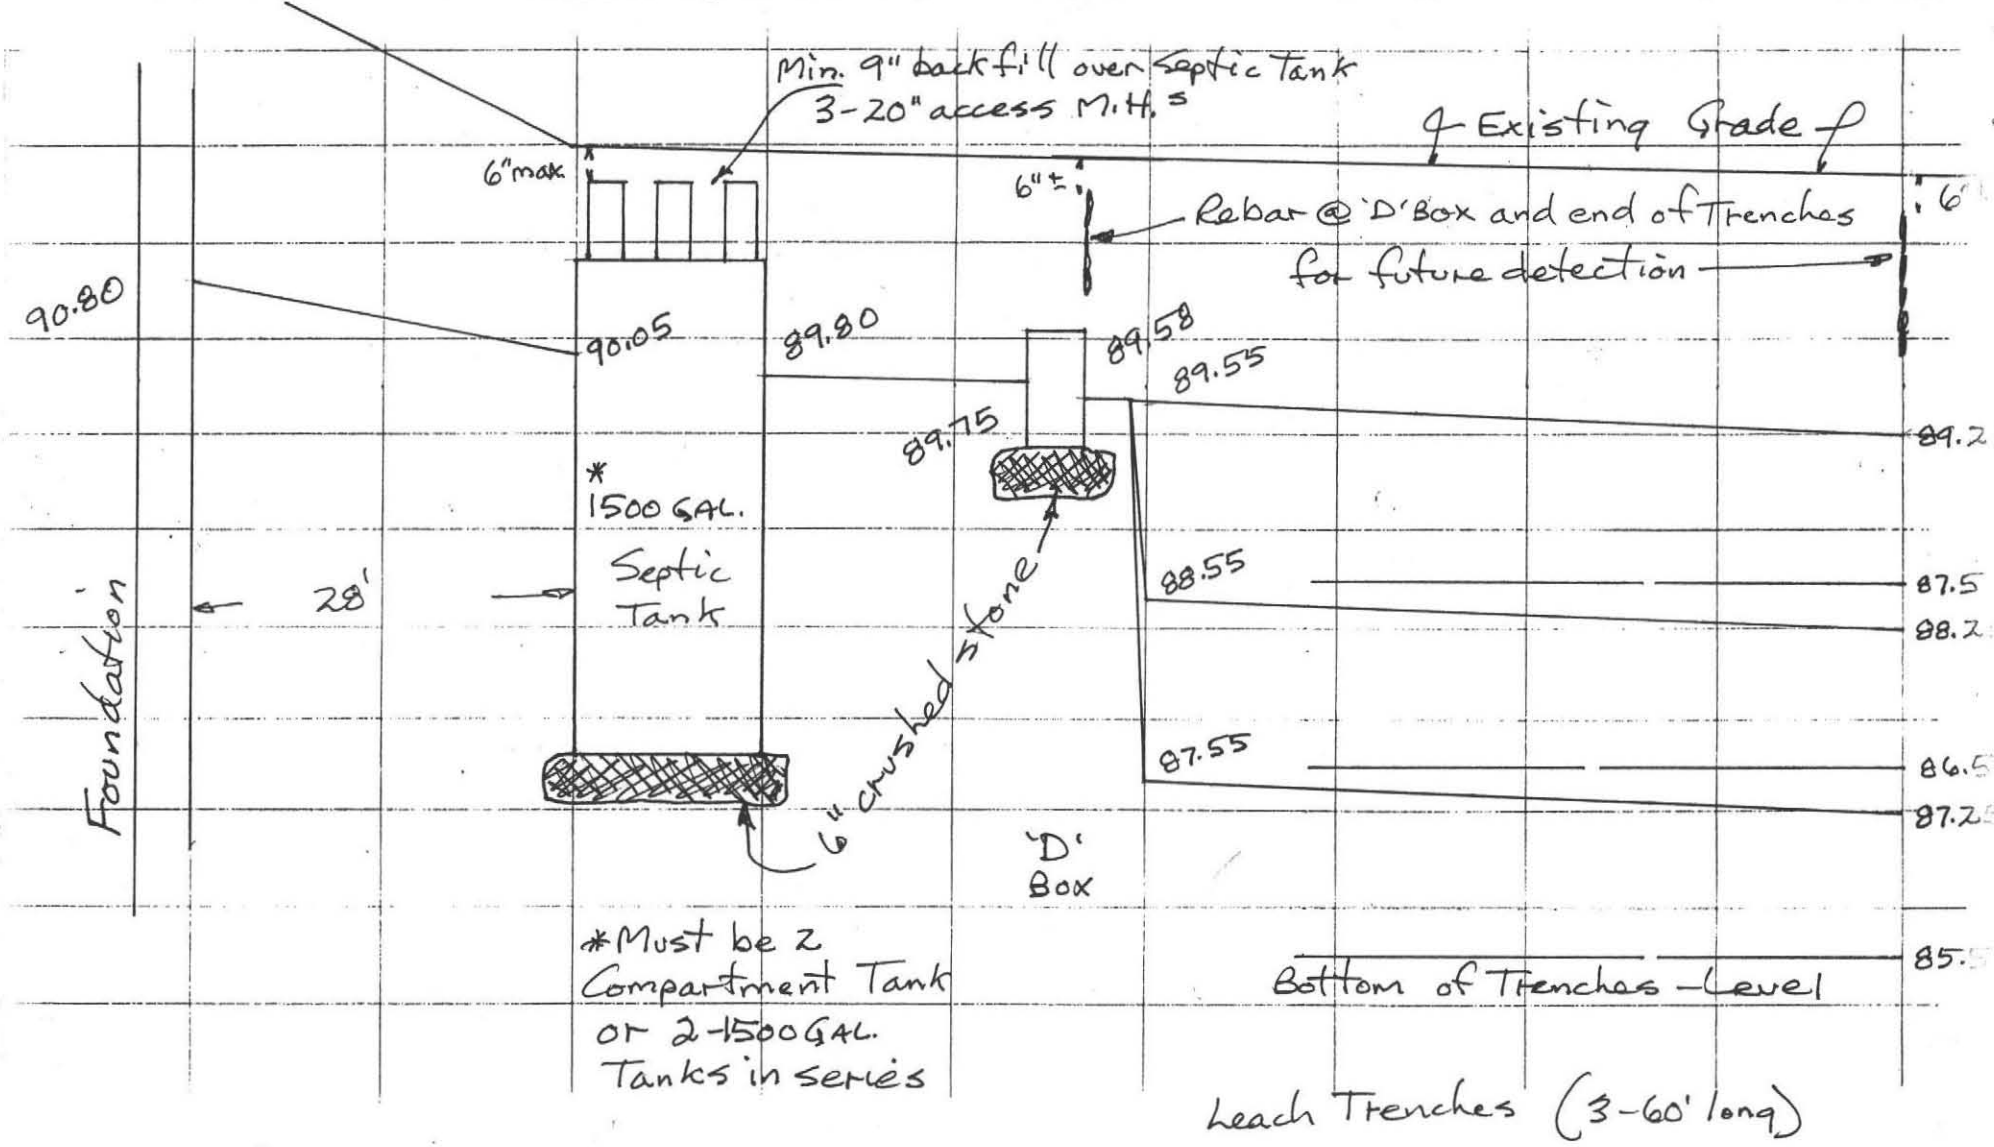 Min. 9" backfill over Septic Tank
3-20" access M.H.s
Existing Grade
6" max.
6" ±
6'
Rebar @ 'D' Box and end of Trenches
for future detection
90.80
90.05
89.80
89.58
89.55
89.75
89.2
*
1500 GAL.
Septic
Tank
28'
Foundation
6" crushed stone
88.55
87.5
88.2
87.55
86.5
87.25
'D'
Box
85.5
Bottom of Trenches - Level
*Must be 2
Compartment Tank
or 2-1500 GAL.
Tanks in series
Leach Trenches (3-60' long)